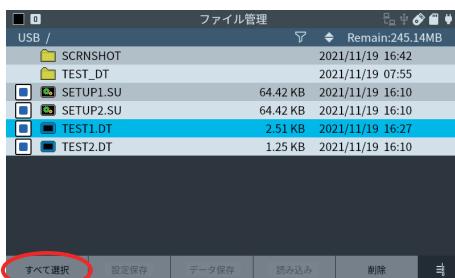 0 ファイル管理
USB / Remain:245.14MB
SCRNSHOT 2021/11/19 16:42
TEST_DT 2021/11/19 07:55
SETUP1.SU 64.42 KB 2021/11/19 16:10
SETUP2.SU 64.42 KB 2021/11/19 16:10
TEST1.DT 2.51 KB 2021/11/19 16:27
TEST2.DT 1.25 KB 2021/11/19 16:10
すべて選択 設定保存 データ保存 読み込み 削除